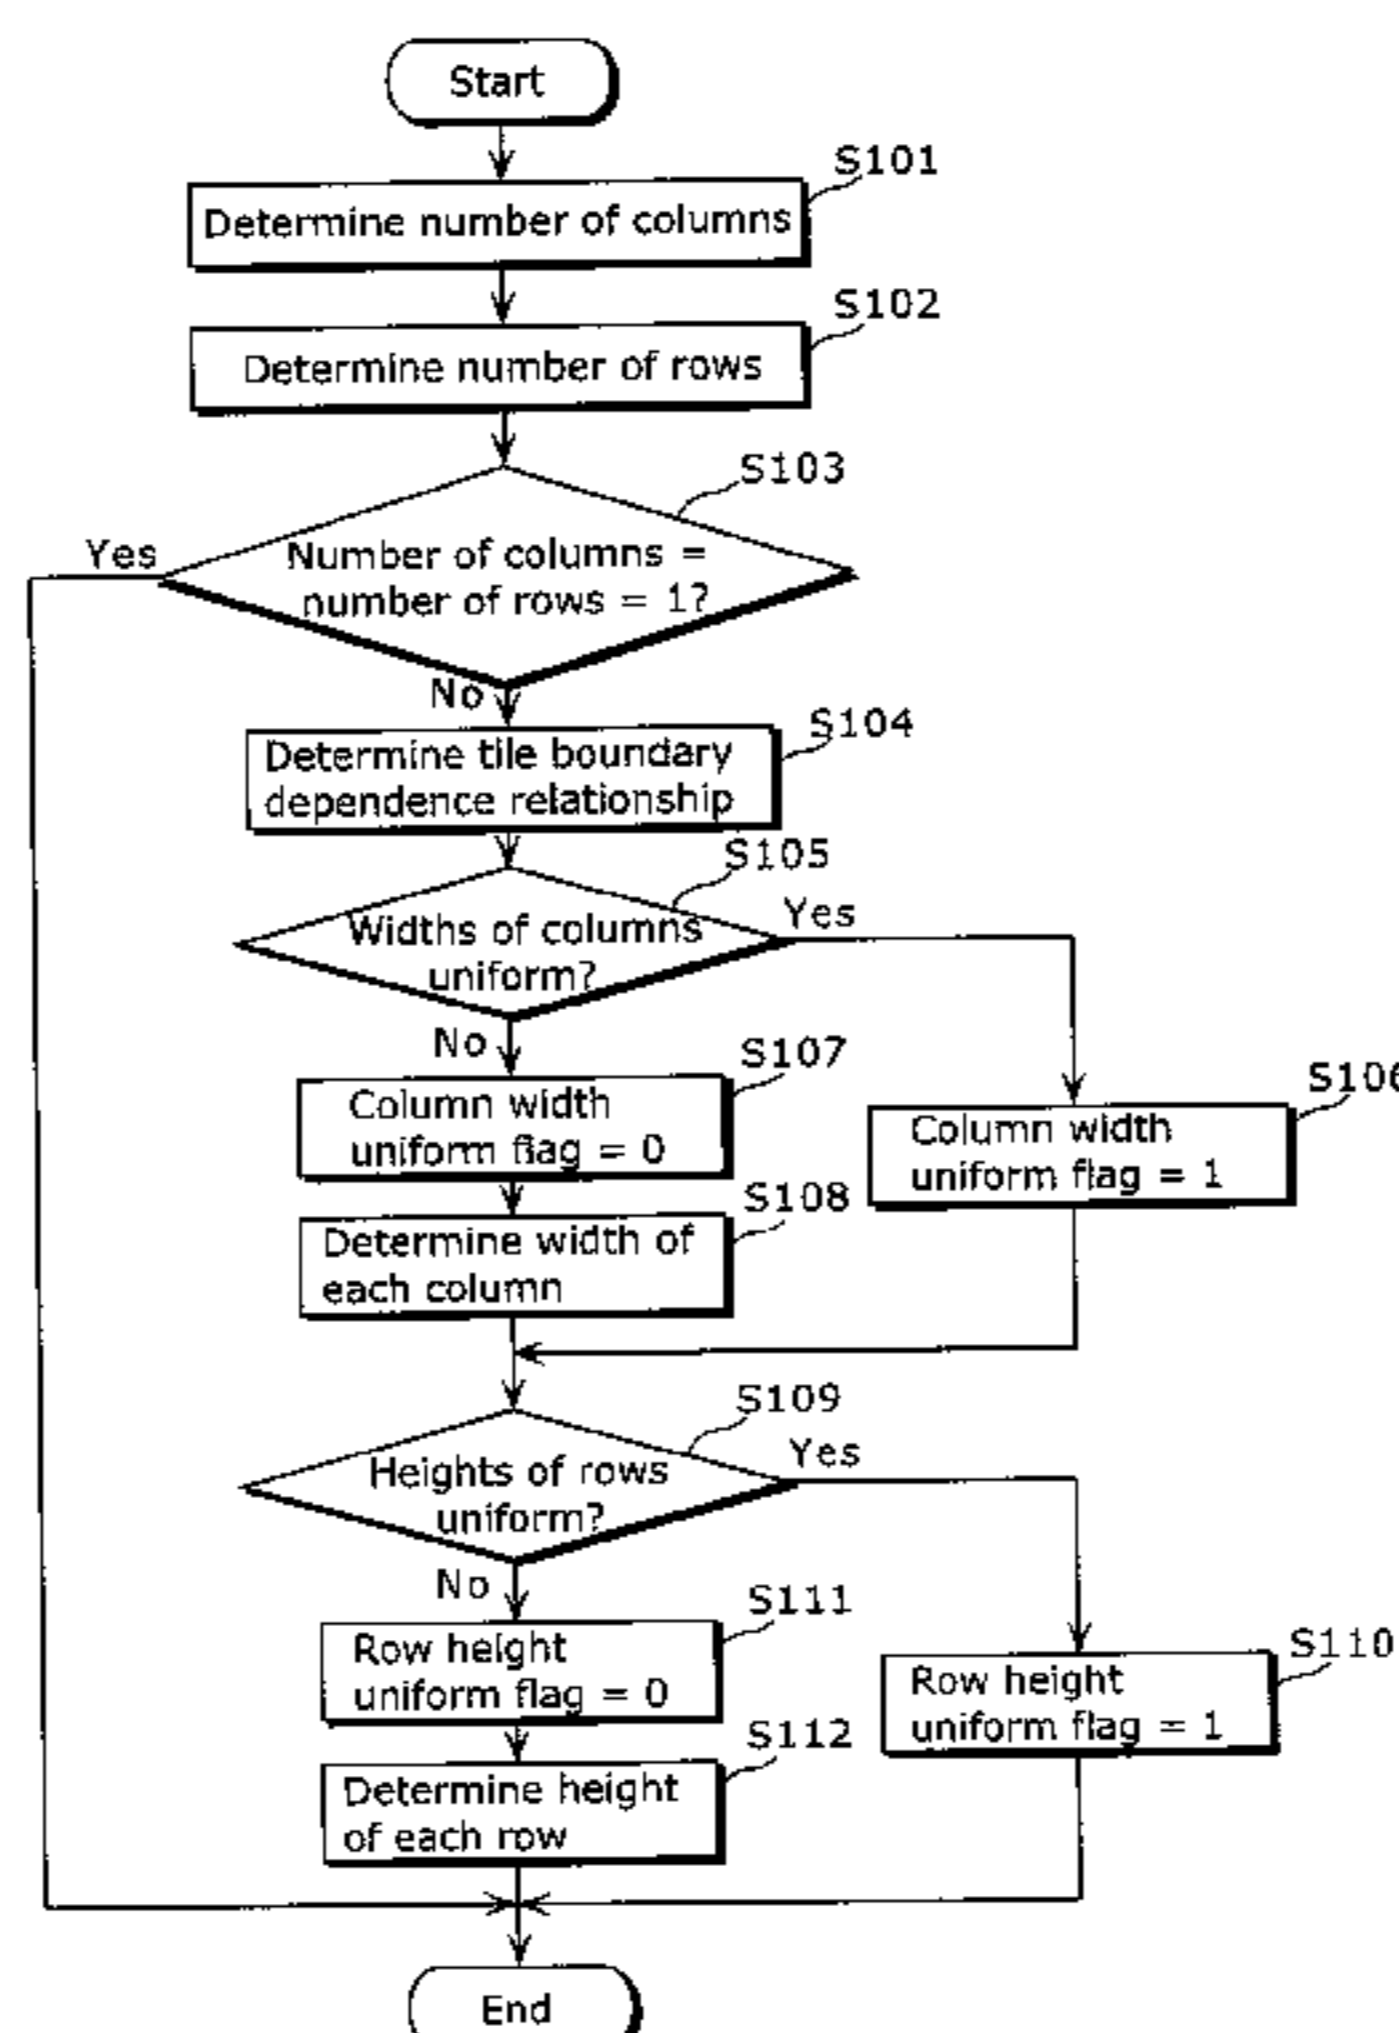 Start
S101
Determine number of columns
S102
Determine number of rows
S103
Yes
Number of columns =
number of rows = 1?
No
S104
Determine tile boundary
dependence relationship
S105
Widths of columns
uniform?
Yes
No
S107
Column width
uniform flag = 0
S106
Column width
uniform flag = 1
S108
Determine width of
each column
S109
Heights of rows
uniform?
Yes
No
S111
Row height
uniform flag = 0
S110
Row height
uniform flag = 1
S112
Determine height
of each row
End